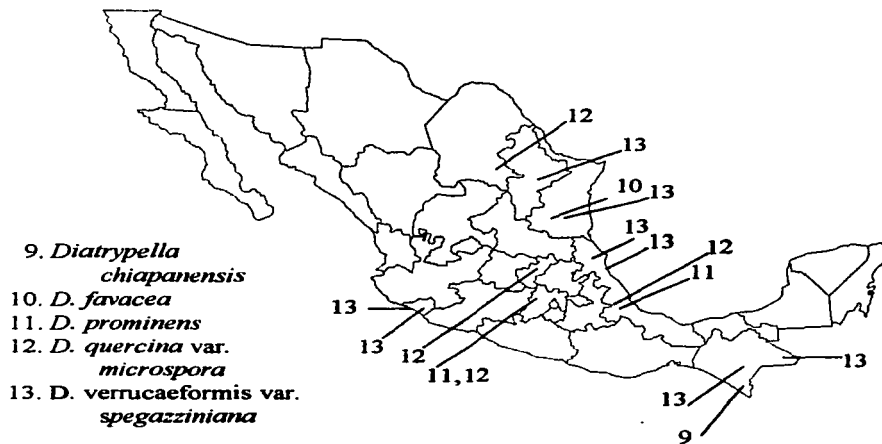 12
13
10
13
13
13
12
11
9. Diatrypella
chiapanensis
10. D. favacea
11. D. prominens
12. D. quercina var.
microspora
13. D. verrucaeformis var.
spegazziniana
13
13
12
11, 12
13
13
9